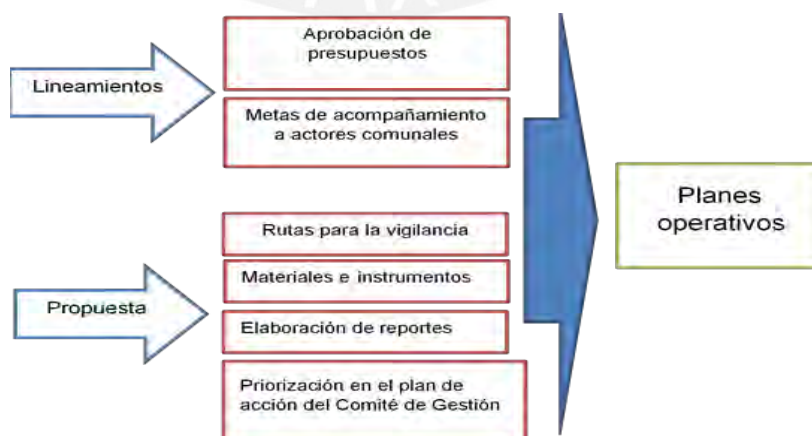 Lineamientos
Aprobación de
presupuestos
Metas de acompañamiento
a actores comunales
Propuesta
Rutas para la vigilancia
Materiales e instrumentos
Elaboración de reportes
Priorización en el plan de
acción del Comité de Gestión
Planes
operativos